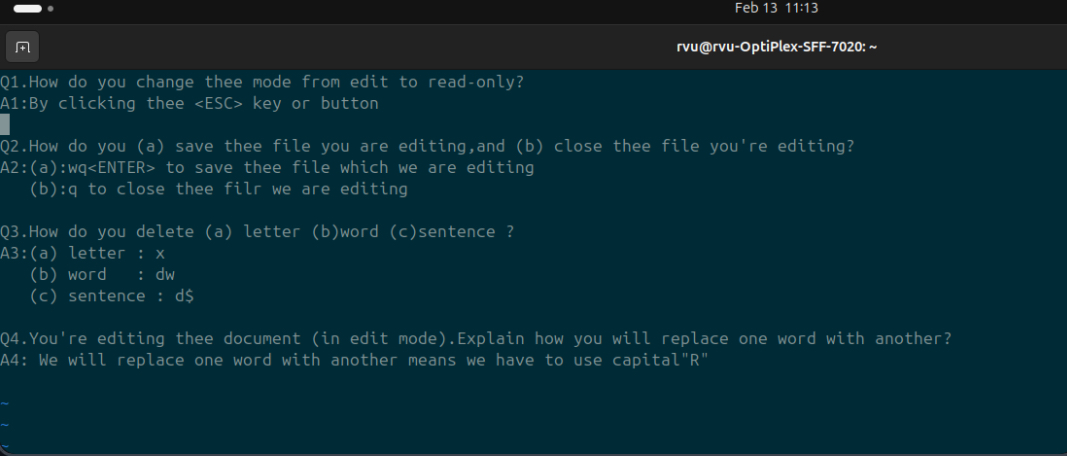 Feb 13 11:13
rvu@rvu-OptiPlex-SFF-7020: ~
Q1.How do you change thee mode from edit to read-only?
A1:By clicking thee <ESC> key or button
Q2.How do you (a) save thee file you are editing,and (b) close thee file you're editing?
A2:(a):wq<ENTER> to save thee file which we are editing
(b):q to close thee filr we are editing
Q3.How do you delete (a) letter (b)word (c)sentence ?
A3:(a) letter : x
(b) word : dw
(c) sentence : d$
Q4.You're editing thee document (in edit mode).Explain how you will replace one word with another?
A4: We will replace one word with another means we have to use capital"R"
~
~
~